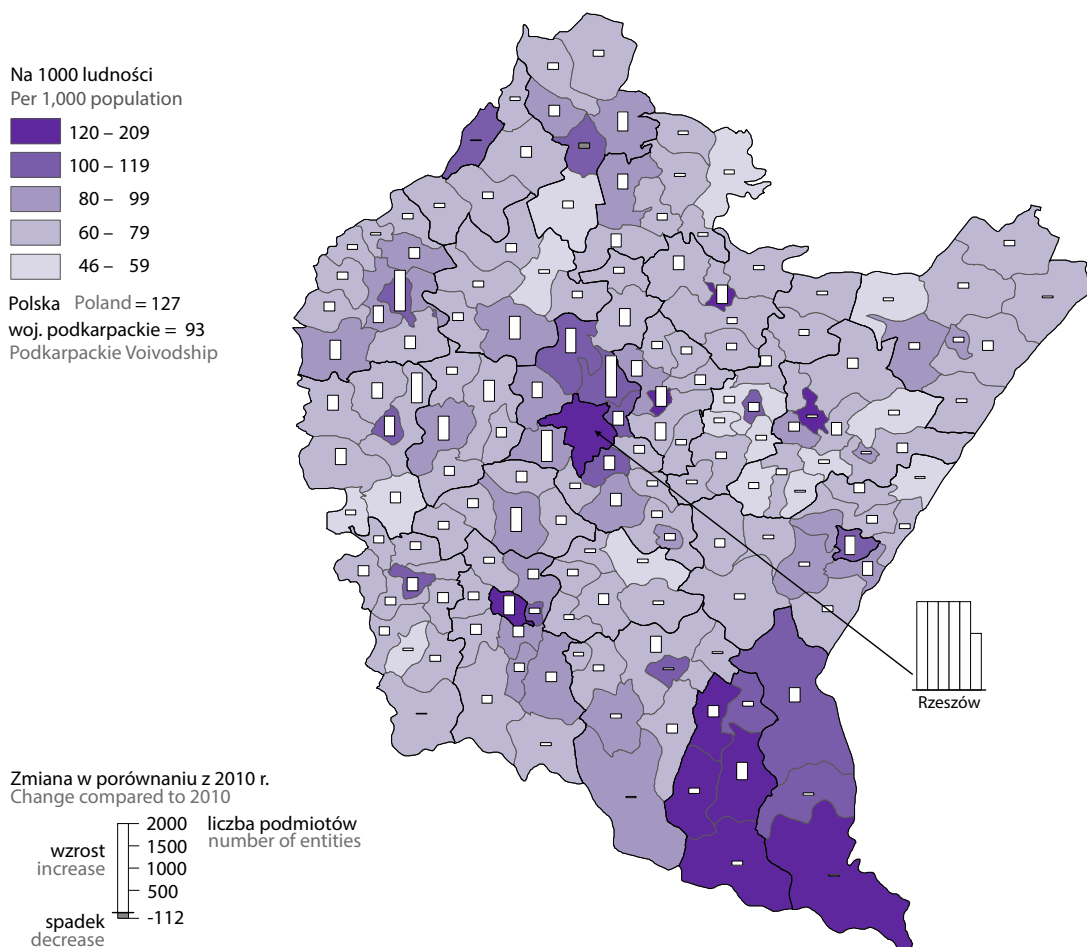 Na 1000 ludności
Per 1,000 population
120 – 209
100 – 119
80 – 99
60 – 79
46 – 59
Polska Poland = 127
woj. podkarpackie = 93
Podkarpackie Voivodship
Rzeszów
Zmiana w porównaniu z 2010 r.
Change compared to 2010
2000 liczba podmiotów
1500 number of entities
wzrost
increase
1000
500
-112
spadek
decrease